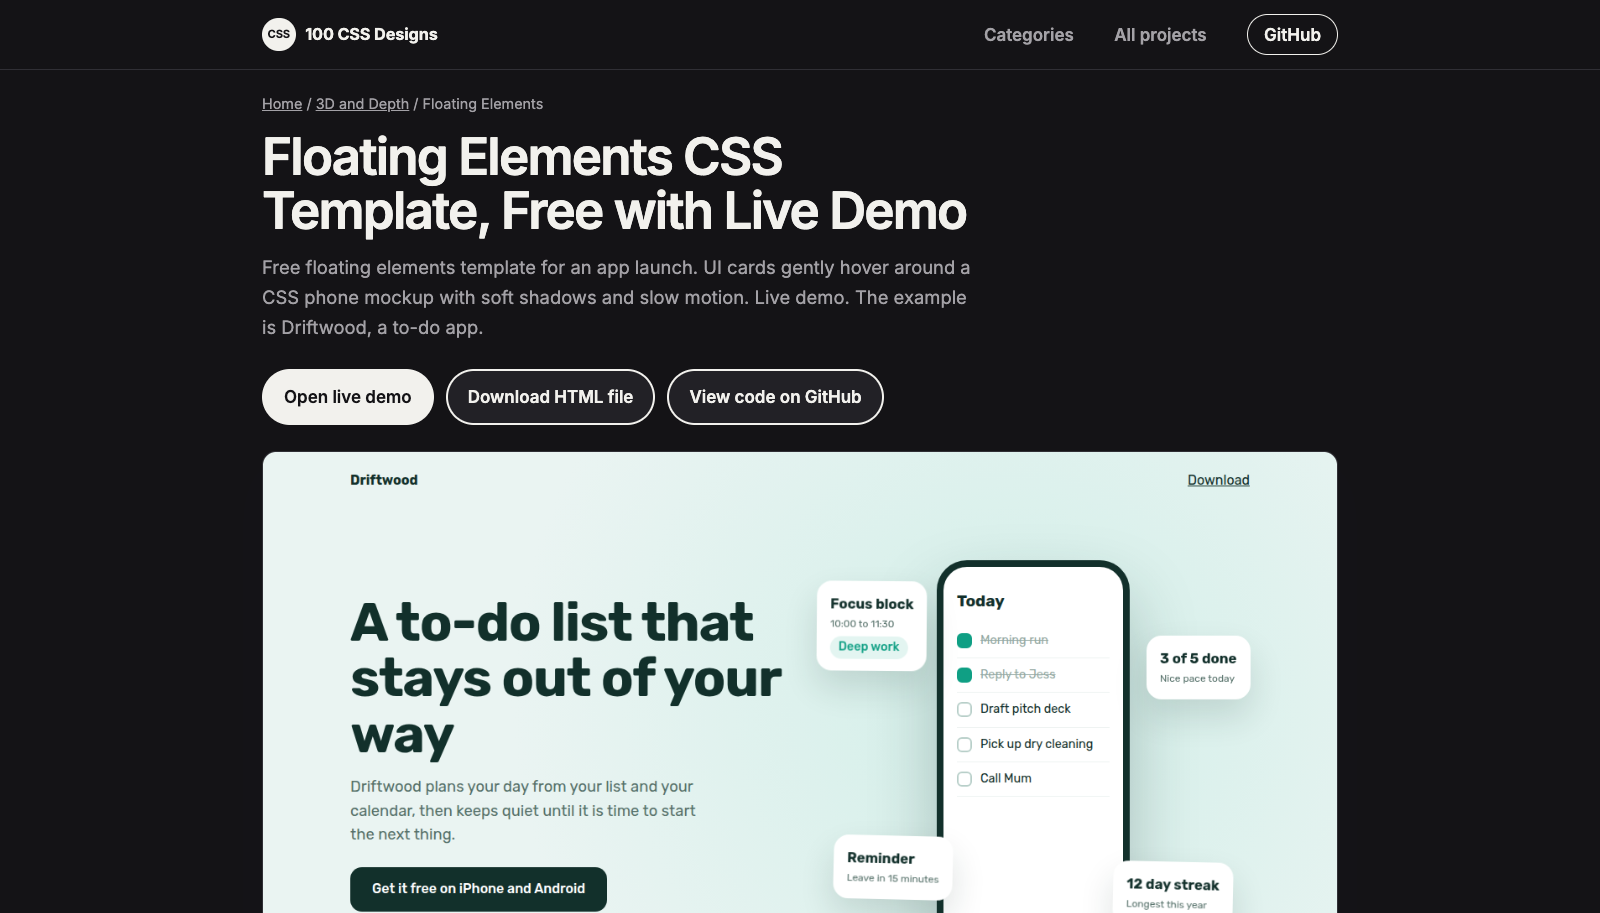 CSS 100 CSS Designs
Categories
All projects
GitHub
Home / 3D and Depth / Floating Elements
Floating Elements CSS
Template, Free with Live Demo
Free floating elements template for an app launch. UI cards gently hover around a
CSS phone mockup with soft shadows and slow motion. Live demo. The example
is Driftwood, a to-do app.
Open live demo
Download HTML file
View code on GitHub
Driftwood
Download
A to-do list that
stays out of your
way
Driftwood plans your day from your list and your
calendar, then keeps quiet until it is time to start
the next thing.
Get it free on iPhone and Android
Focus block
10:00 to 11:30
Deep work
Today
Morning run
Reply to Jess
Draft pitch deck
Pick up dry cleaning
Call Mum
3 of 5 done
Nice pace today
Reminder
Leave in 15 minutes
12 day streak
Longest this year